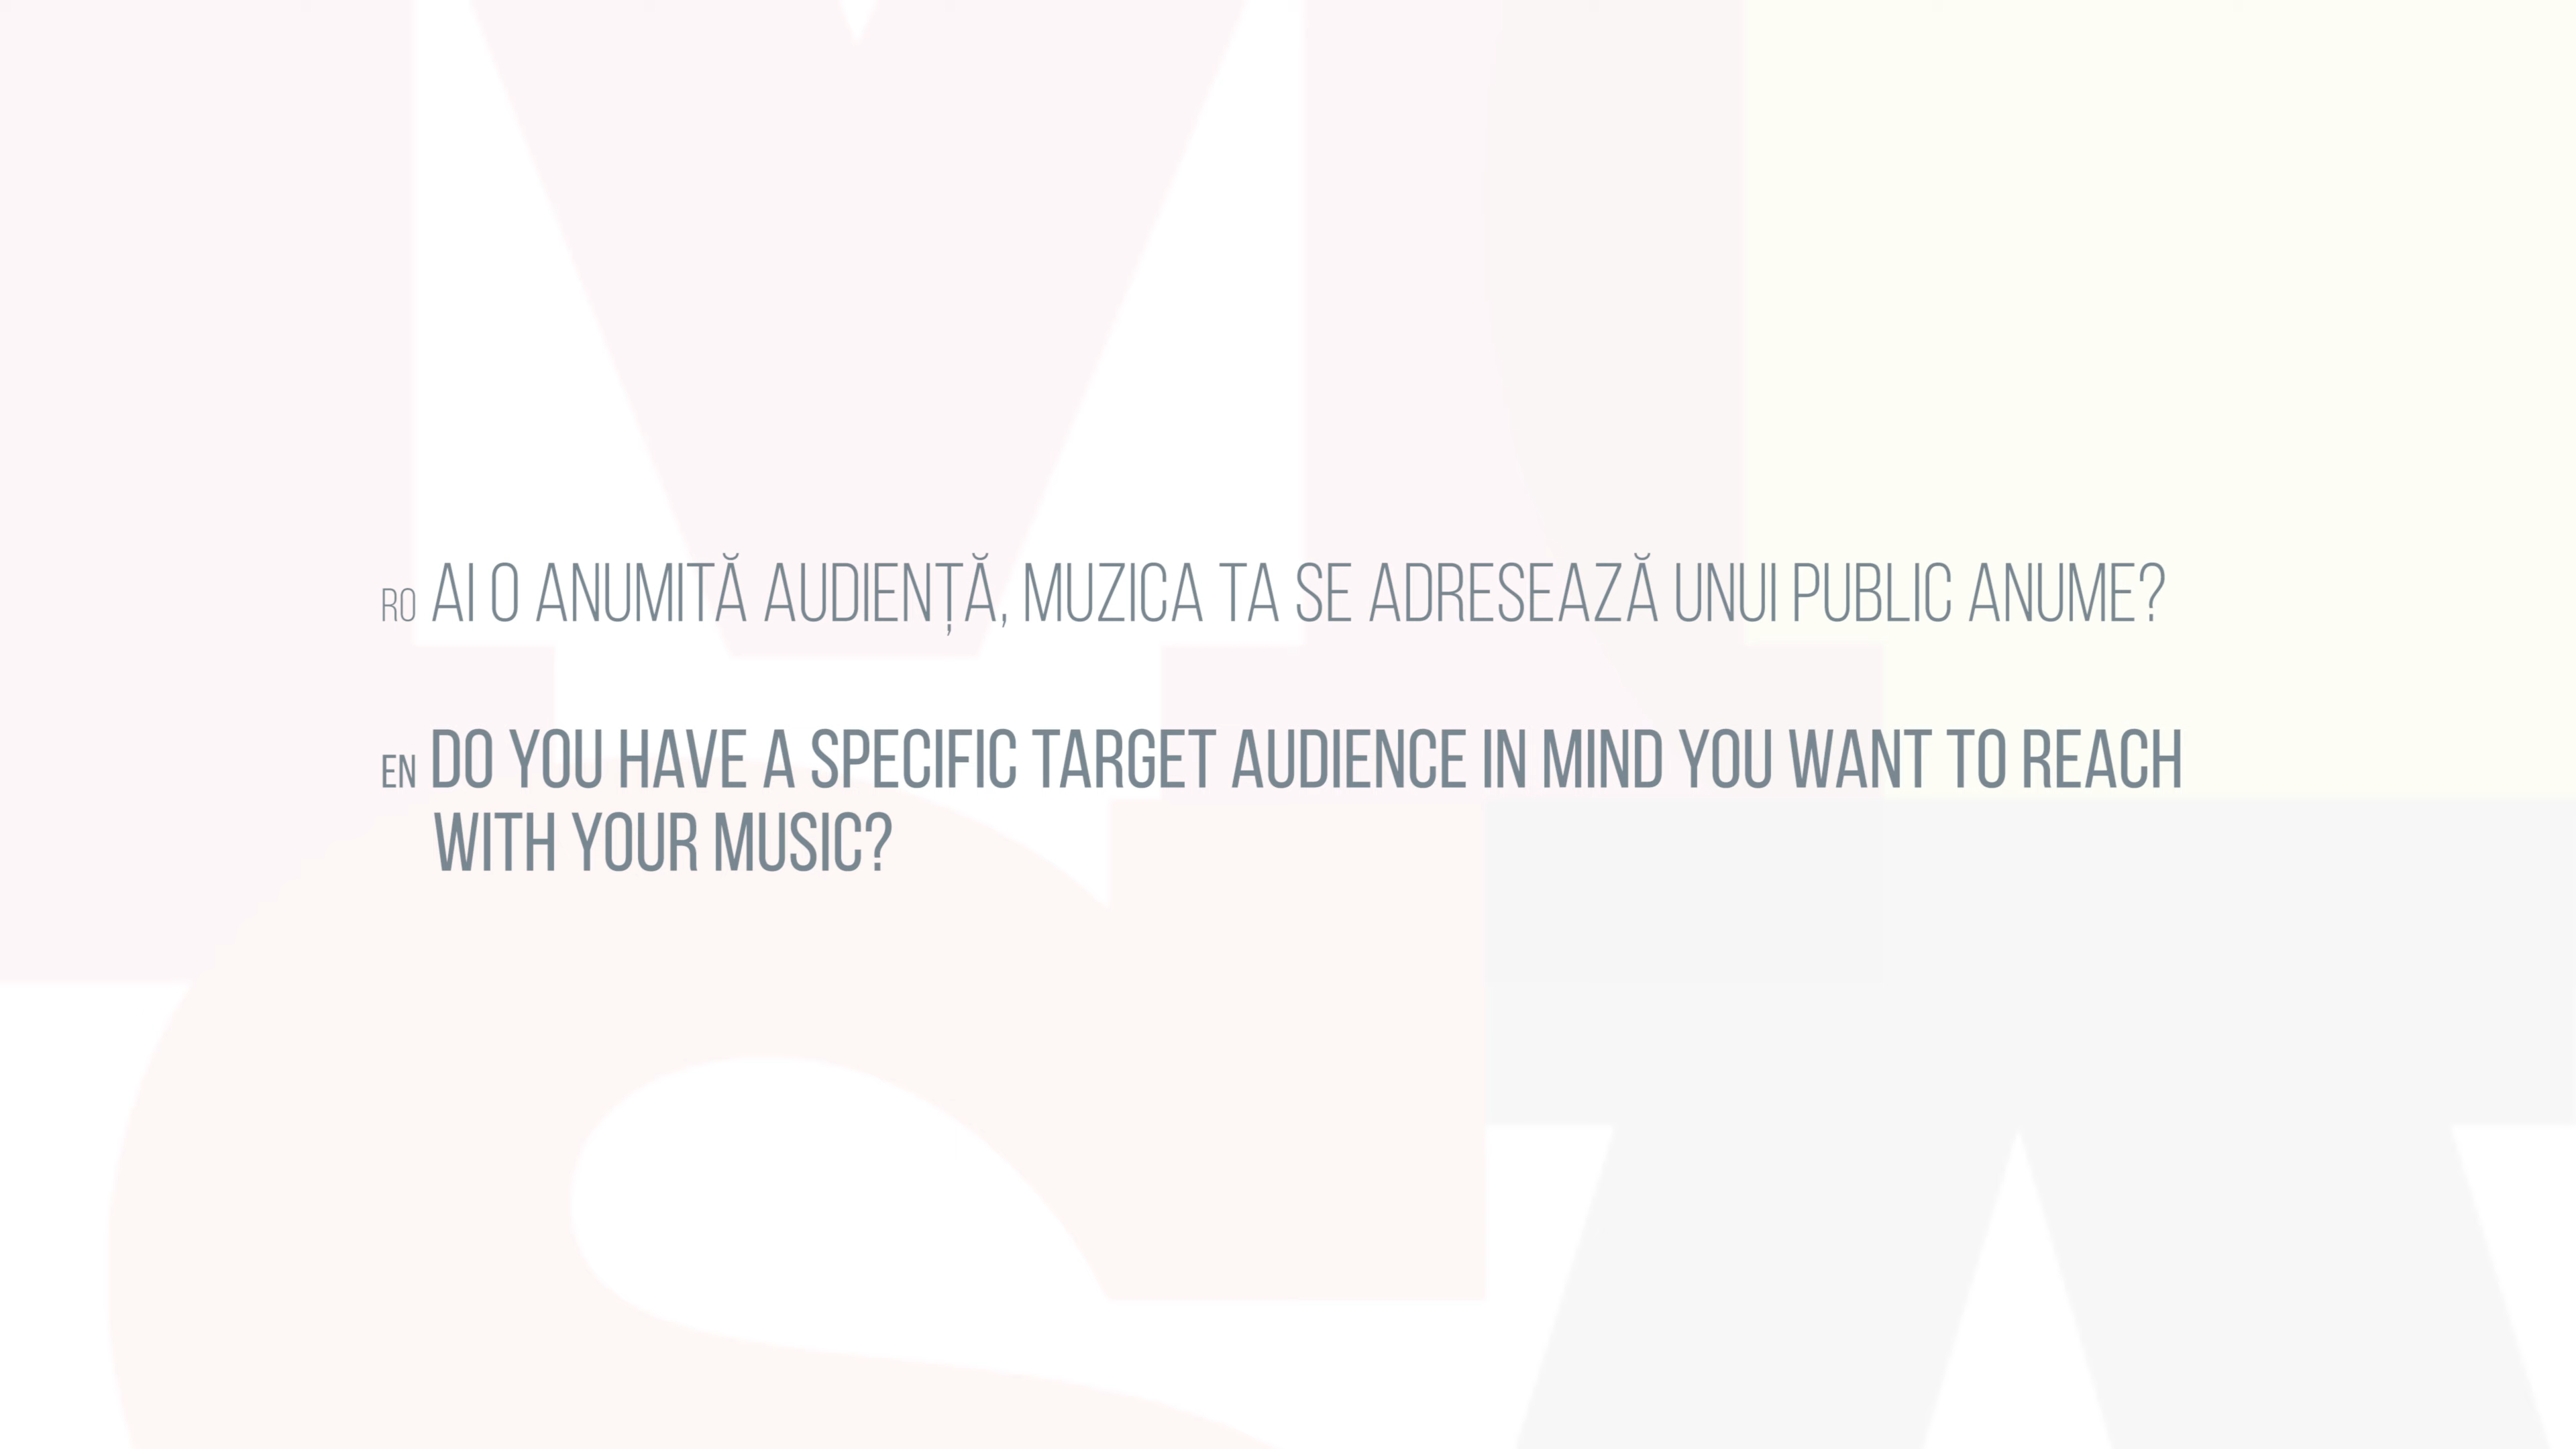 RO AI O ANUMITĂ AUDIENȚĂ, MUZICA TA SE ADRESEAZĂ UNUI PUBLIC ANUME?
EN DO YOU HAVE A SPECIFIC TARGET AUDIENCE IN MIND YOU WANT TO REACH
WITH YOUR MUSIC?